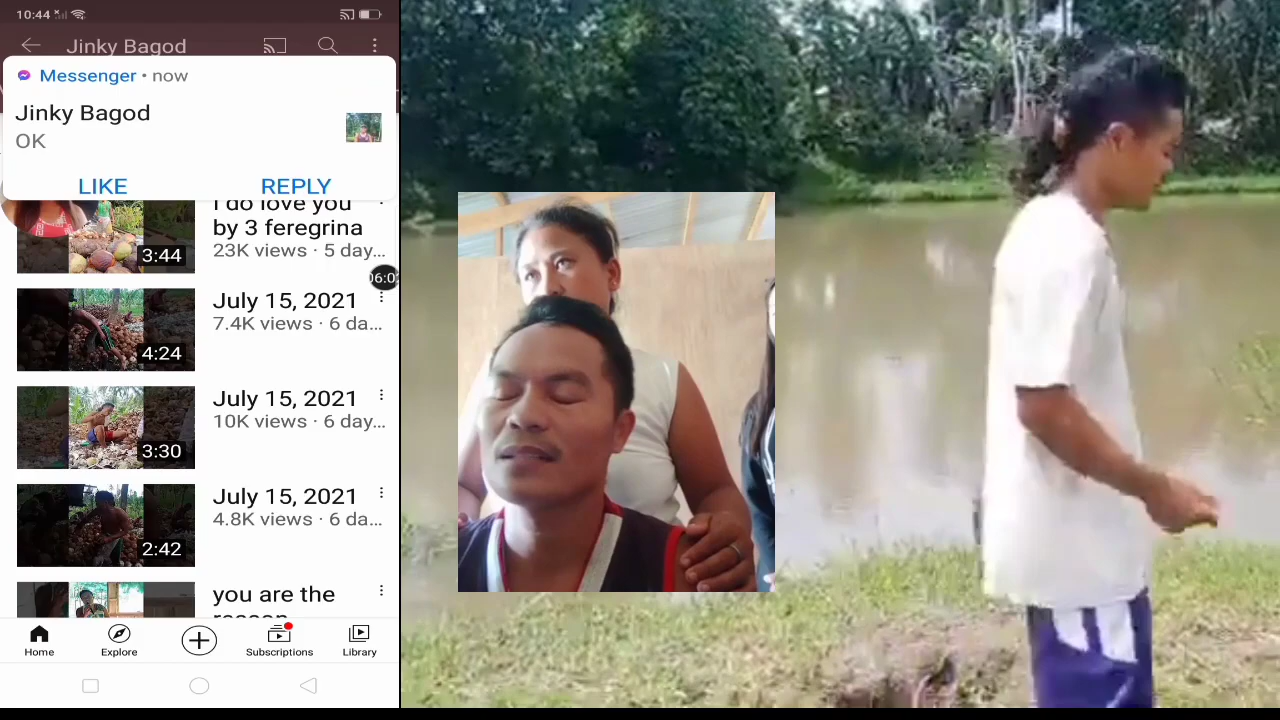 10:44
Jinky Bagod
Messenger • now
Jinky Bagod
OK
LIKE
REPLY
I do love you
by 3 feregrina
23K views · 5 day...
3:44
06:0
July 15, 2021
7.4K views · 6 da...
4:24
July 15, 2021
10K views · 6 day...
3:30
July 15, 2021
4.8K views · 6 da...
2:42
you are the
reason
Home
Explore
Subscriptions
Library